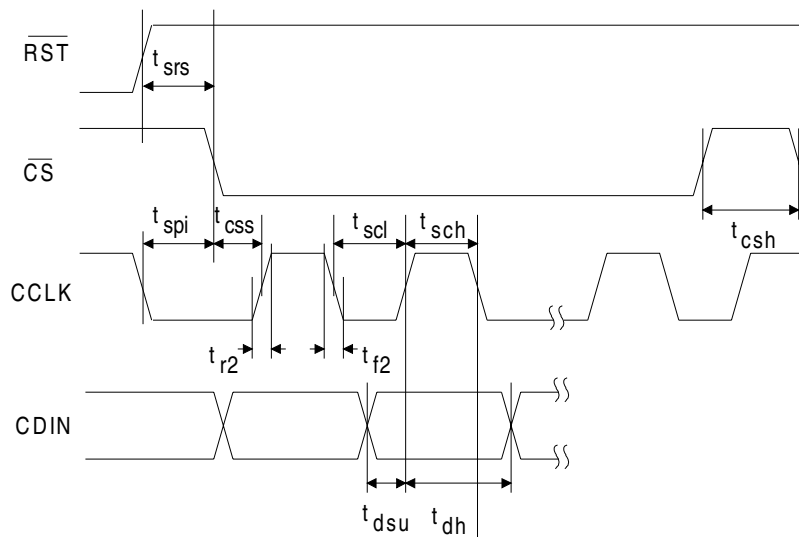 RST
t srs
CS
t spi
t css
t scl
t sch
t csh
CCLK
t r2
t f2
CDIN
t dsu
t dh